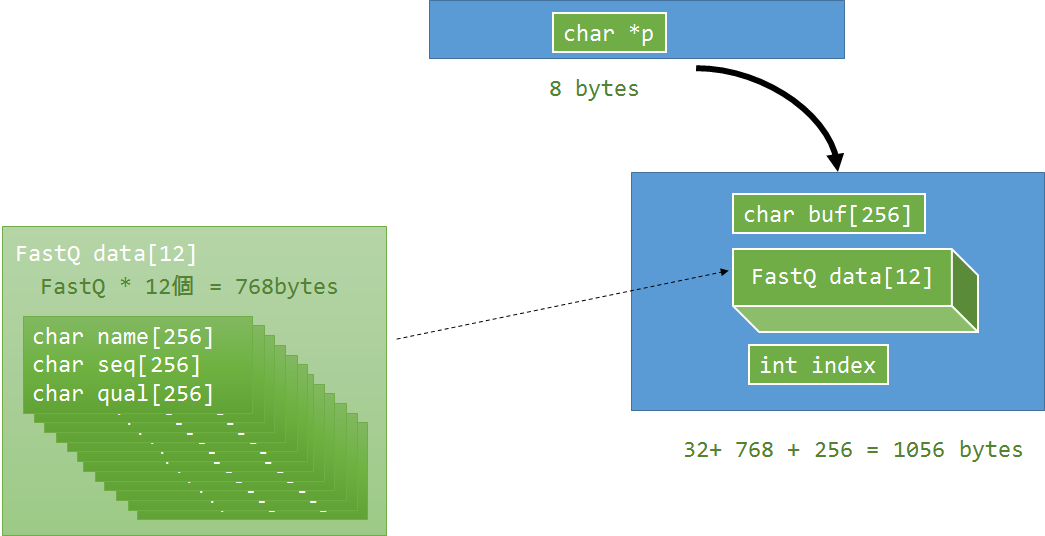 char *p
8 bytes
char buf[256]
FastQ data[12]
int index
32+ 768 + 256 = 1056 bytes
FastQ data[12]
FastQ * 12個 = 768bytes
char name[256]
char seq[256]
char qual[256]